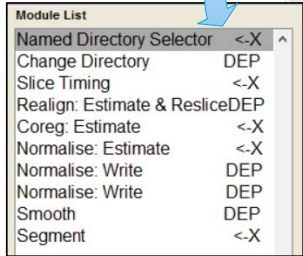 Module List
Named Directory Selector <-X
Change Directory DEP
Slice Timing <-X
Realign: Estimate & ResliceDEP
Coreg: Estimate <-X
Normalise: Estimate <-X
Normalise: Write DEP
Normalise: Write DEP
Smooth DEP
Segment <-X